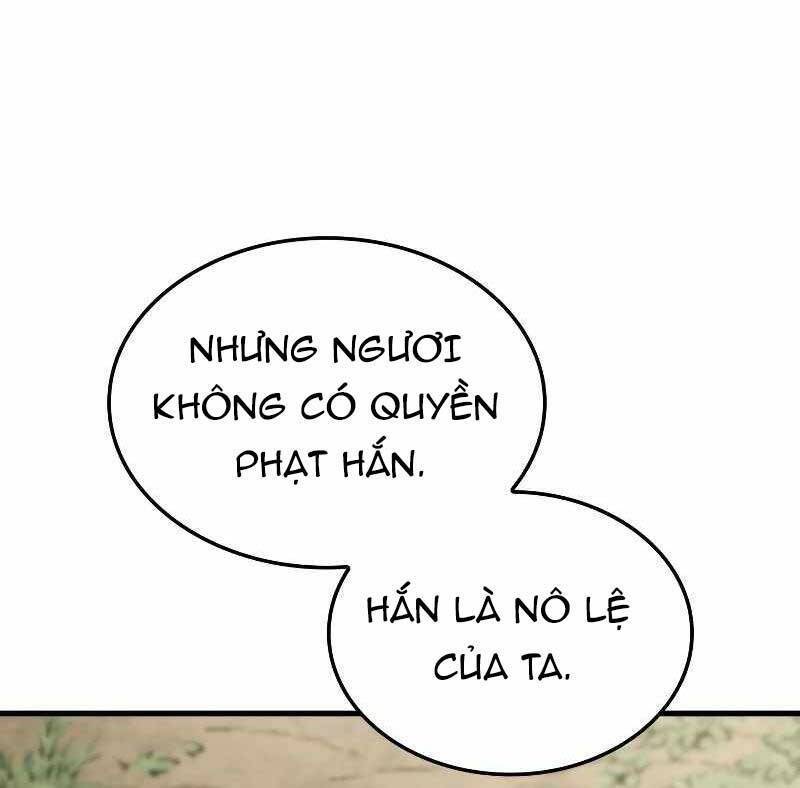 NHƯNG NGƯƠI
KHÔNG CÓ QUYỀN
PHẠT HẮN.
HẮN LÀ NÔ LỆ
CỦA TA.